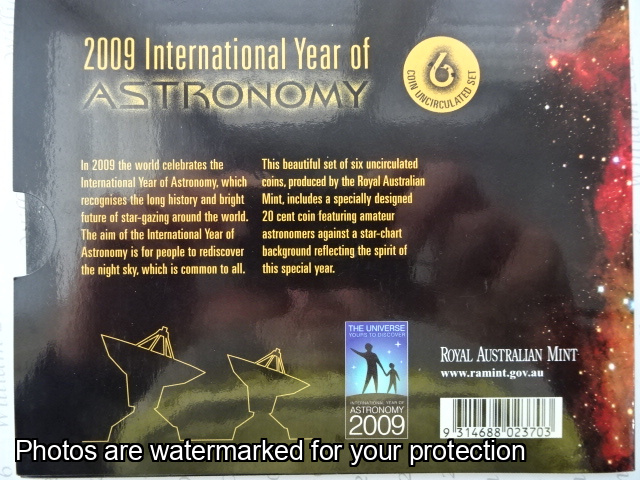 2009 International Year of
ASTRONOMY
6
COIN UNCIRCULATED SET
In 2009 the world celebrates the
International Year of Astronomy, which
recognises the long history and bright
future of star-gazing around the world.
The aim of the International Year of
Astronomy is for people to rediscover
the night sky, which is common to all.
This beautiful set of six uncirculated
coins, produced by the Royal Australian
Mint, includes a specially designed
20 cent coin featuring amateur
astronomers against a star-chart
background reflecting the spirit of
this special year.
THE UNIVERSE
YOURS TO DISCOVER
INTERNATIONAL YEAR OF
ASTRONOMY
2009
ROYAL AUSTRALIAN MINT
www.ramint.gov.au
9 314688 023703
Photos are watermarked for your protection